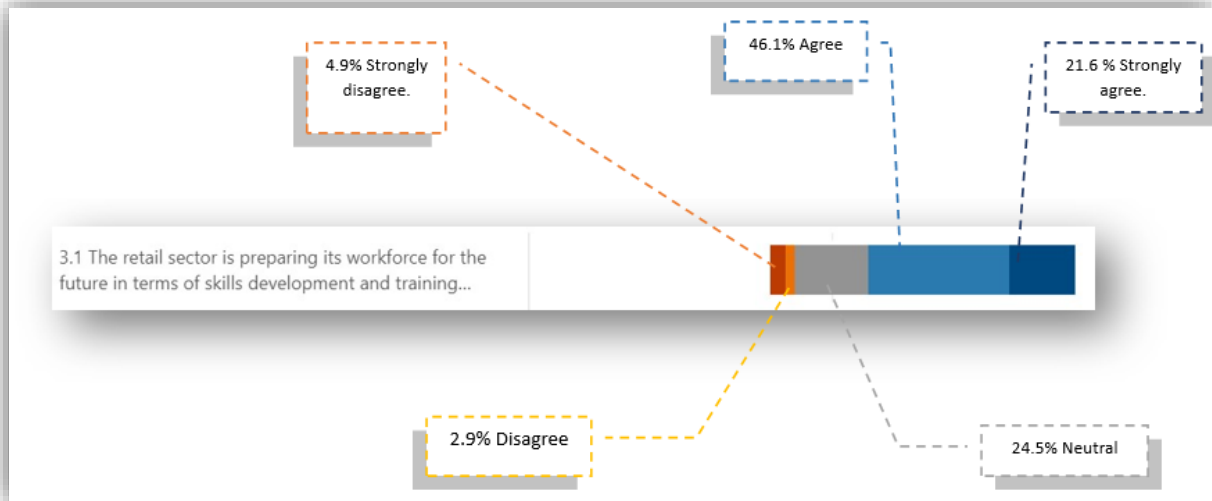 46.1% Agree
4.9% Strongly
disagree.
21.6 % Strongly
agree.
3.1 The retail sector is preparing its workforce for the
future in terms of skills development and training...
2.9% Disagree
24.5% Neutral